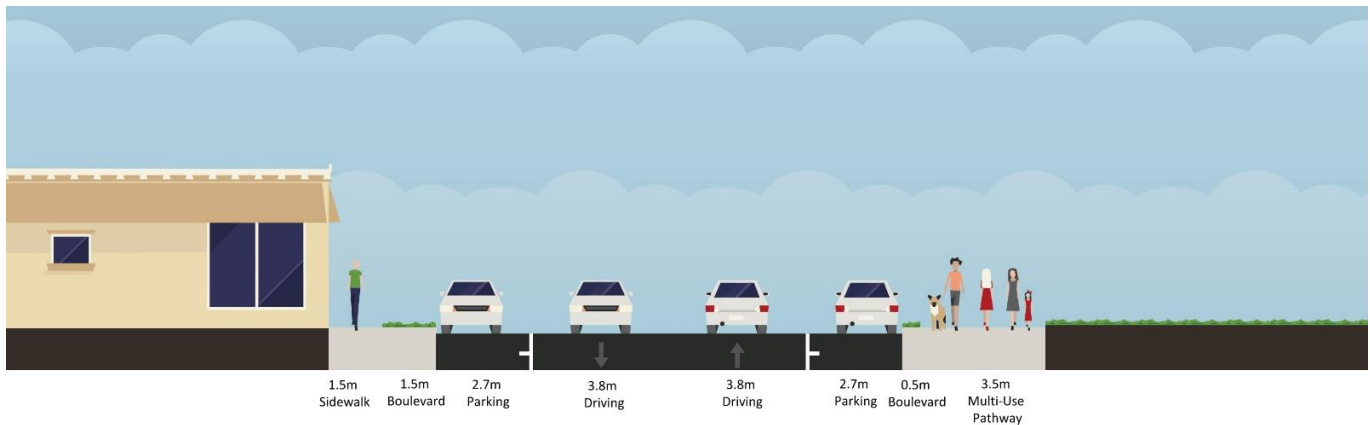 1.5m
Sidewalk
1.5m
Boulevard
2.7m
Parking
3.8m
Driving
3.8m
Driving
2.7m
Parking
0.5m
Boulevard
3.5m
Multi-Use
Pathway